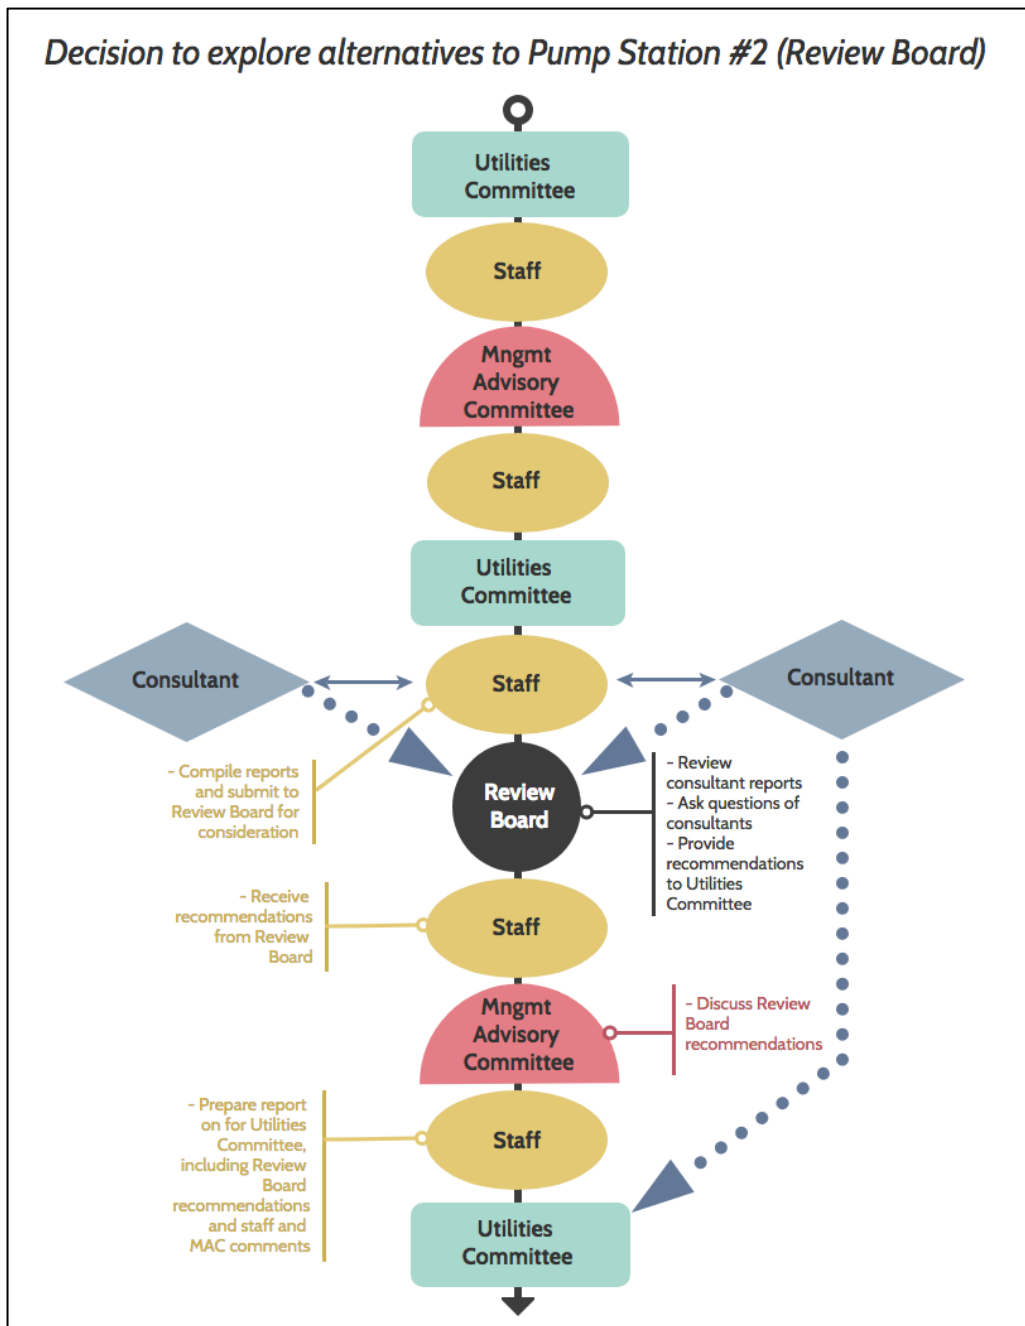 Decision to explore alternatives to Pump Station #2 (Review Board)
Utilities
Committee
Staff
Mngmt
Advisory
Committee
Staff
Utilities
Committee
Consultant
Staff
Consultant
- Compile reports
and submit to
Review Board for
consideration
Review
Board
- Review
consultant reports
- Ask questions of
consultants
- Provide
recommendations
to Utilities
Committee
- Receive
recommendations
from Review
Board
Staff
Mngmt
Advisory
Committee
- Discuss Review
Board
recommendations
- Prepare report
on for Utilities
Committee,
including Review
Board
recommendations
and staff and
MAC comments
Staff
Utilities
Committee